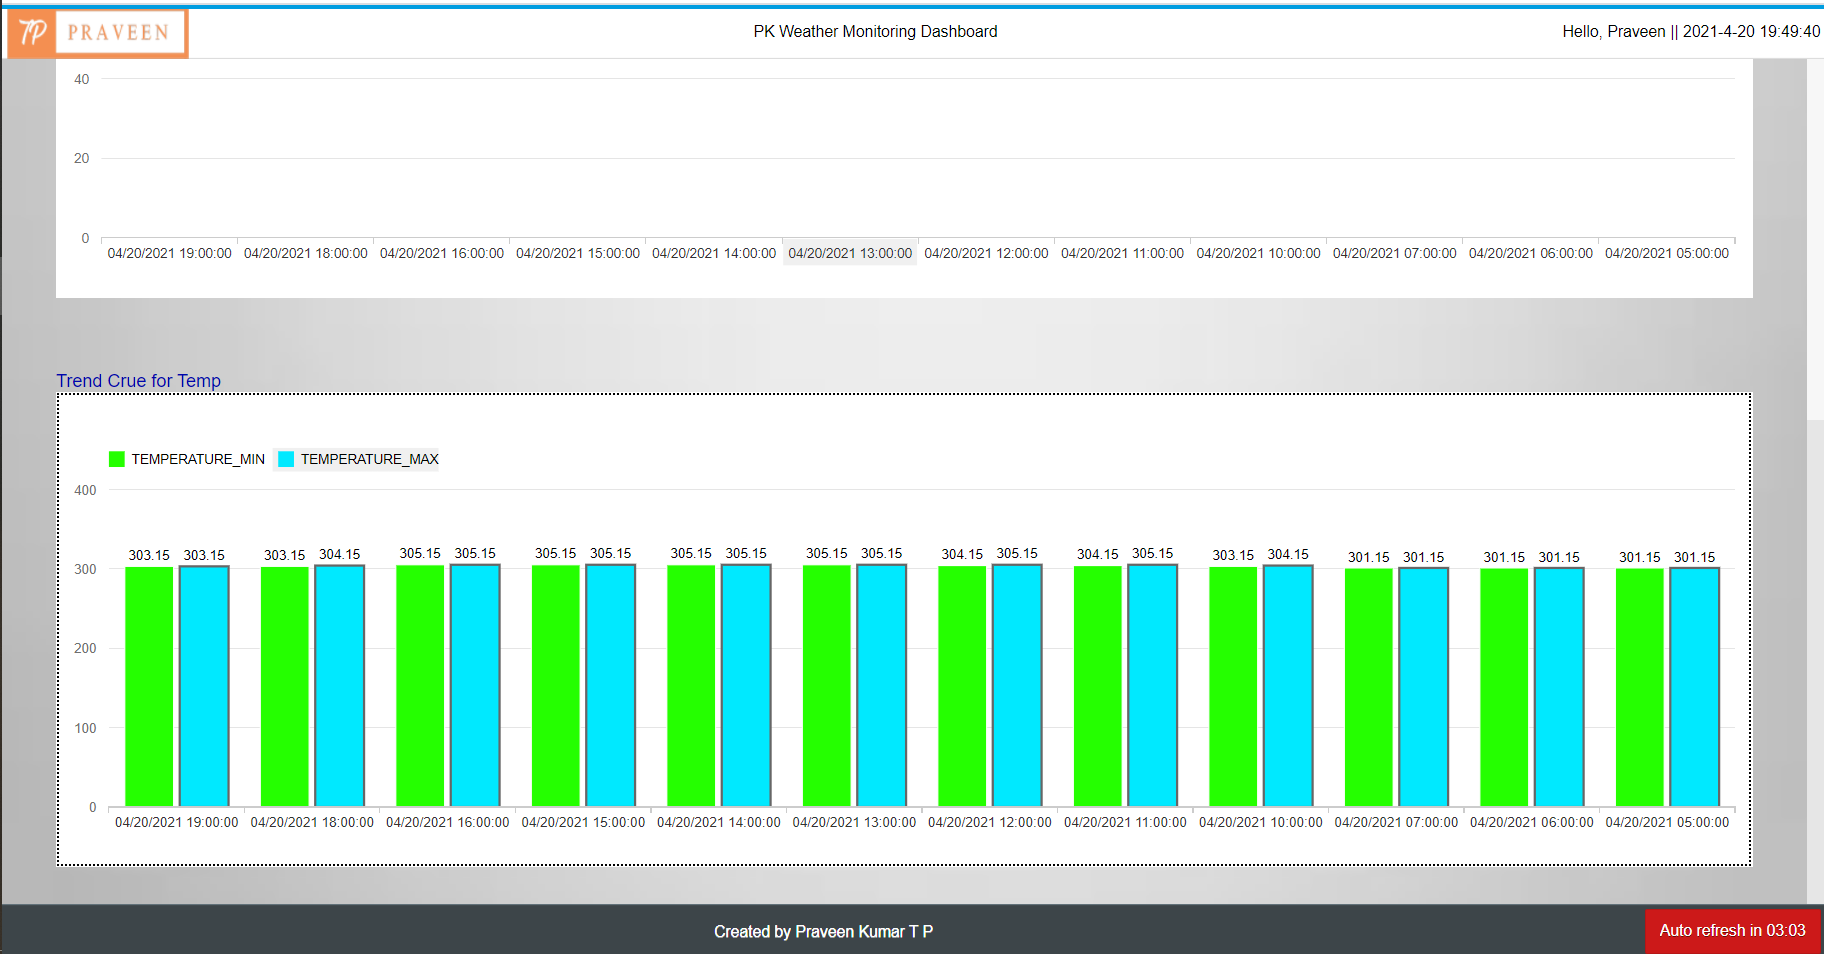 TP PRAVEEN
PK Weather Monitoring Dashboard
Hello, Praveen || 2021-4-20 19:49:40
40
20
0
04/20/2021 19:00:00 04/20/2021 18:00:00 04/20/2021 16:00:00 04/20/2021 15:00:00 04/20/2021 14:00:00 04/20/2021 13:00:00 04/20/2021 12:00:00 04/20/2021 11:00:00 04/20/2021 10:00:00 04/20/2021 07:00:00 04/20/2021 06:00:00 04/20/2021 05:00:00
Trend Crue for Temp
TEMPERATURE_MIN TEMPERATURE_MAX
400
303.15 303.15 303.15 304.15 305.15 305.15 305.15 305.15 305.15 305.15 305.15 305.15 304.15 305.15 304.15 305.15 303.15 304.15 301.15 301.15 301.15 301.15 301.15 301.15
300
200
100
0
04/20/2021 19:00:00 04/20/2021 18:00:00 04/20/2021 16:00:00 04/20/2021 15:00:00 04/20/2021 14:00:00 04/20/2021 13:00:00 04/20/2021 12:00:00 04/20/2021 11:00:00 04/20/2021 10:00:00 04/20/2021 07:00:00 04/20/2021 06:00:00 04/20/2021 05:00:00
Created by Praveen Kumar T P
Auto refresh in 03:03